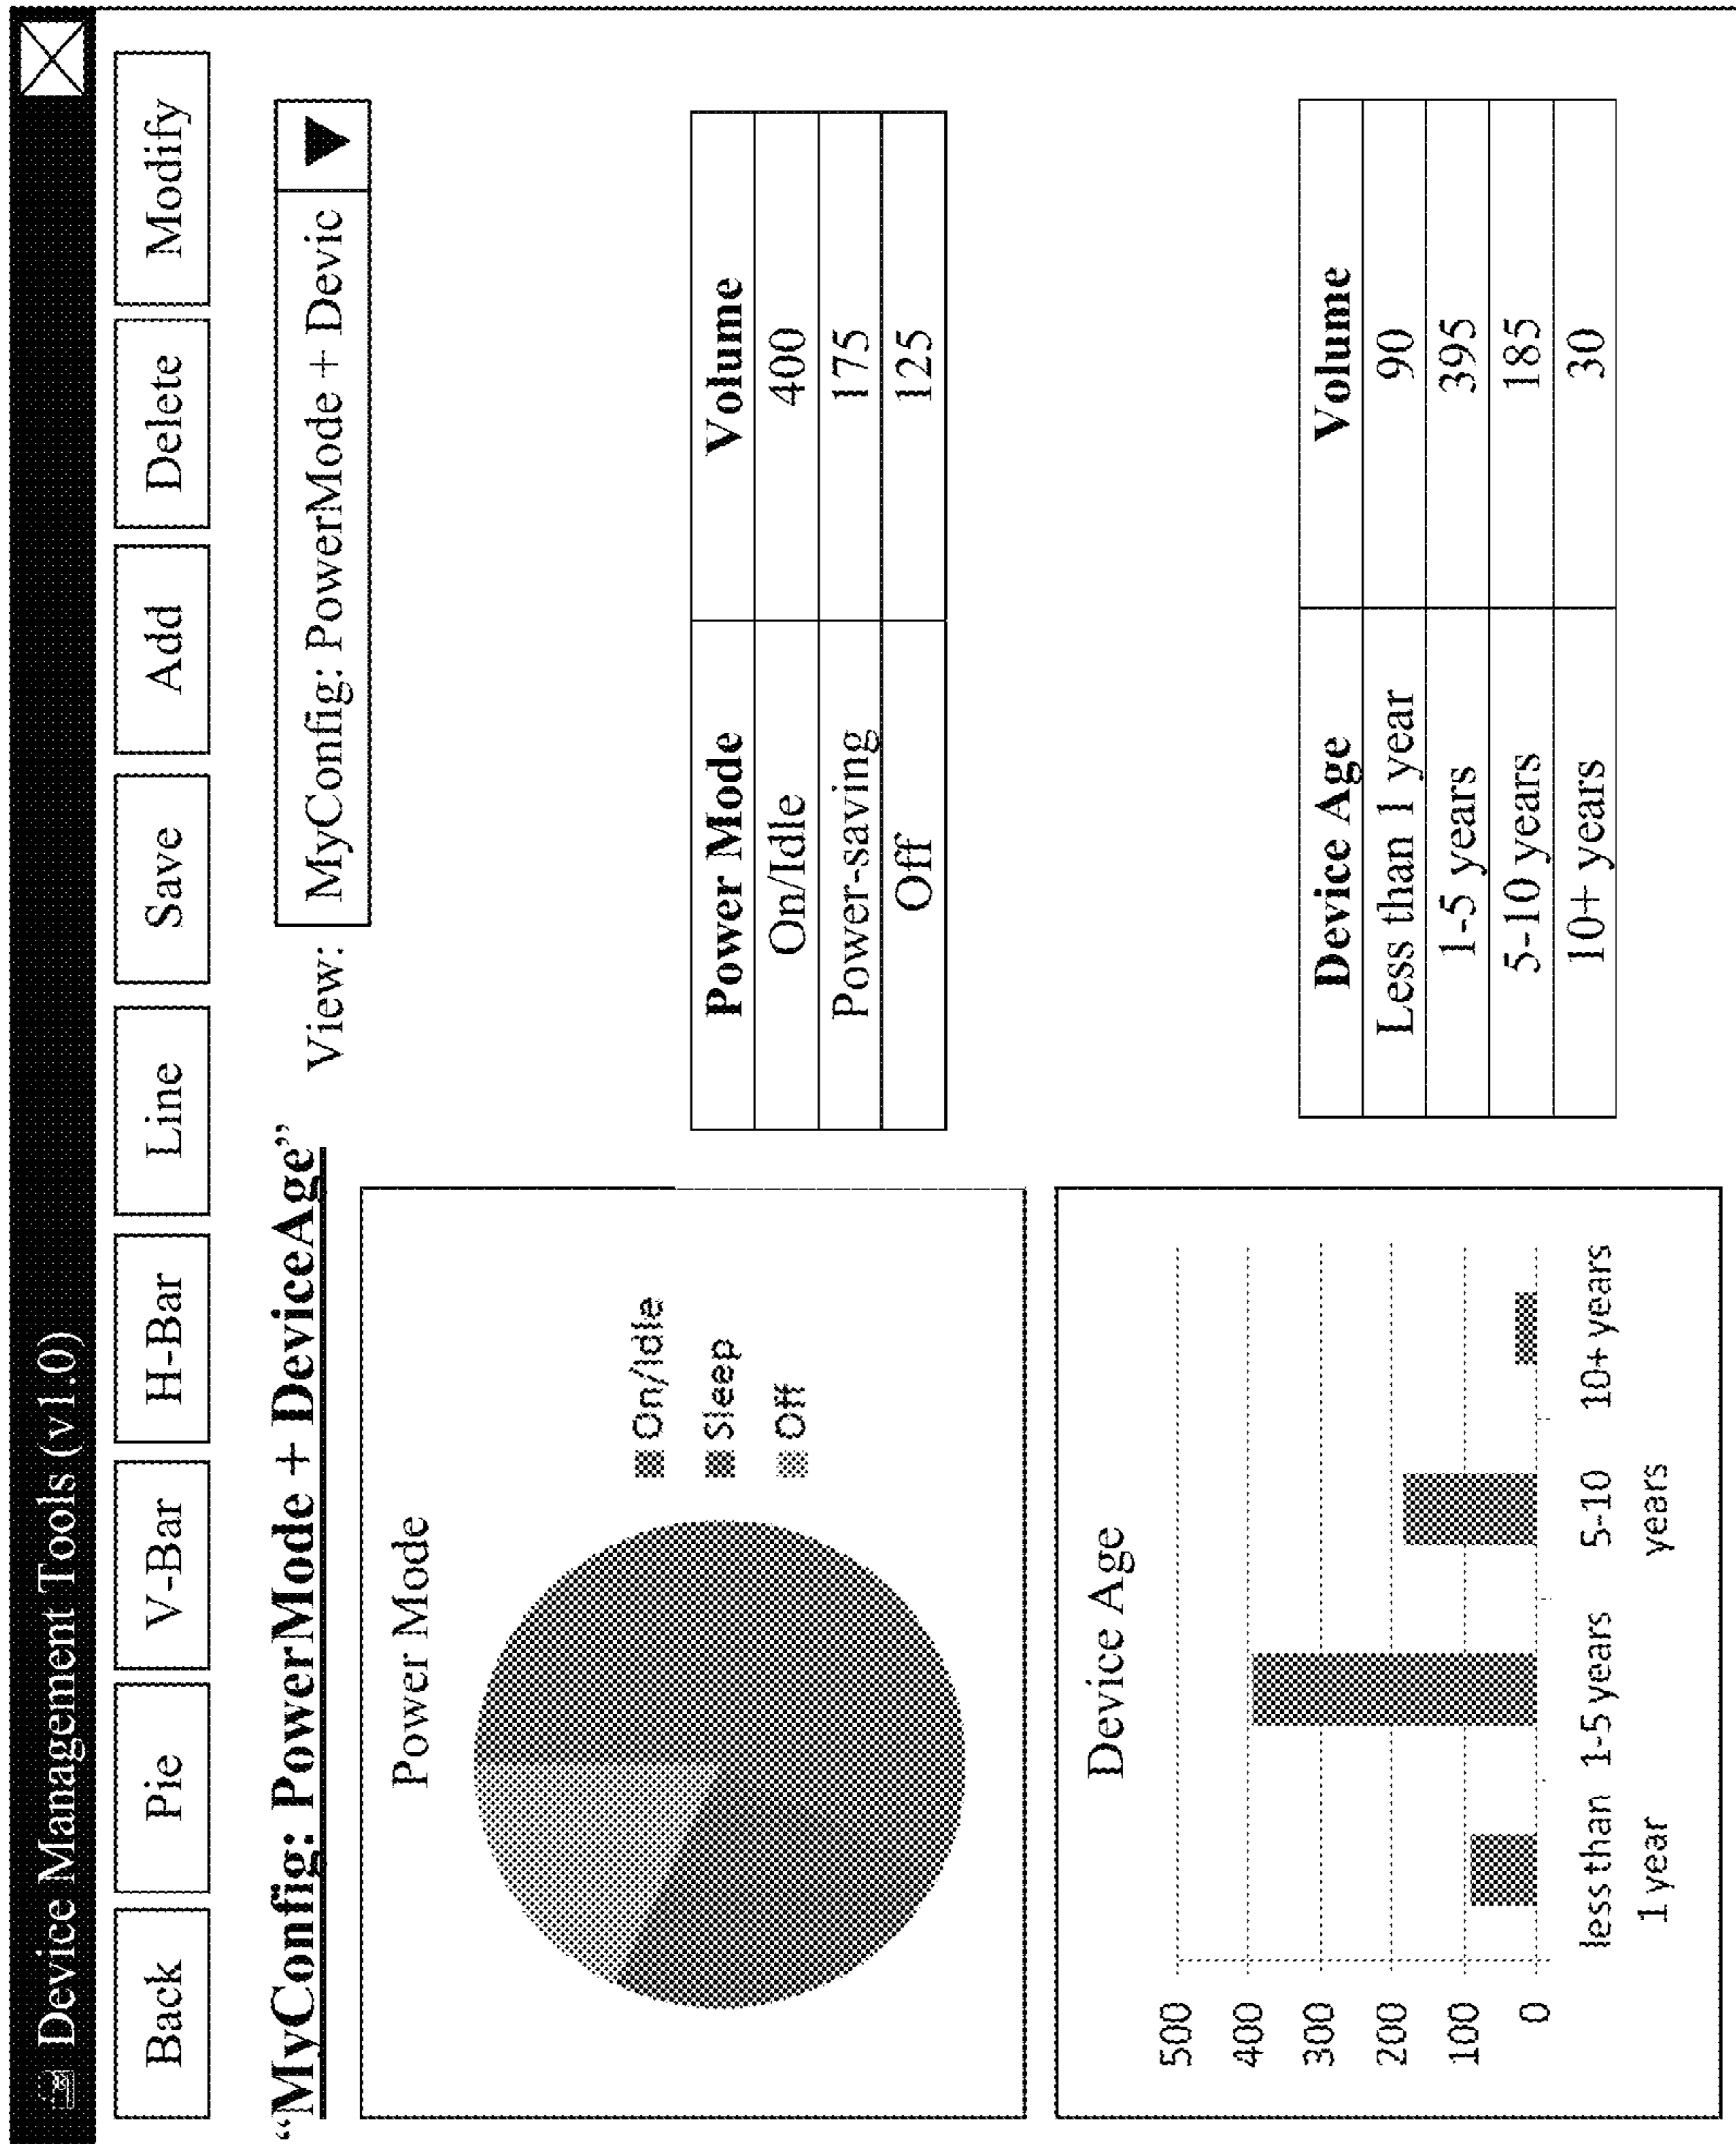 Device Management Tools (v1.0)
Back Pie V-Bar H-Bar Line Save Add Delete Modify
“MyConfig: PowerMode + DeviceAge”
View: MyConfig: PowerMode + Devic
Power Mode
On/Idle
Sleep
Off
Power Mode Volume
On/Idle 400
Power-saving 175
Off 125
Device Age
500
400
300
200
100
0
less than 1-5 years 5-10 10+ years
1 year years
Device Age Volume
Less than 1 year 90
1-5 years 395
5-10 years 185
10+ years 30